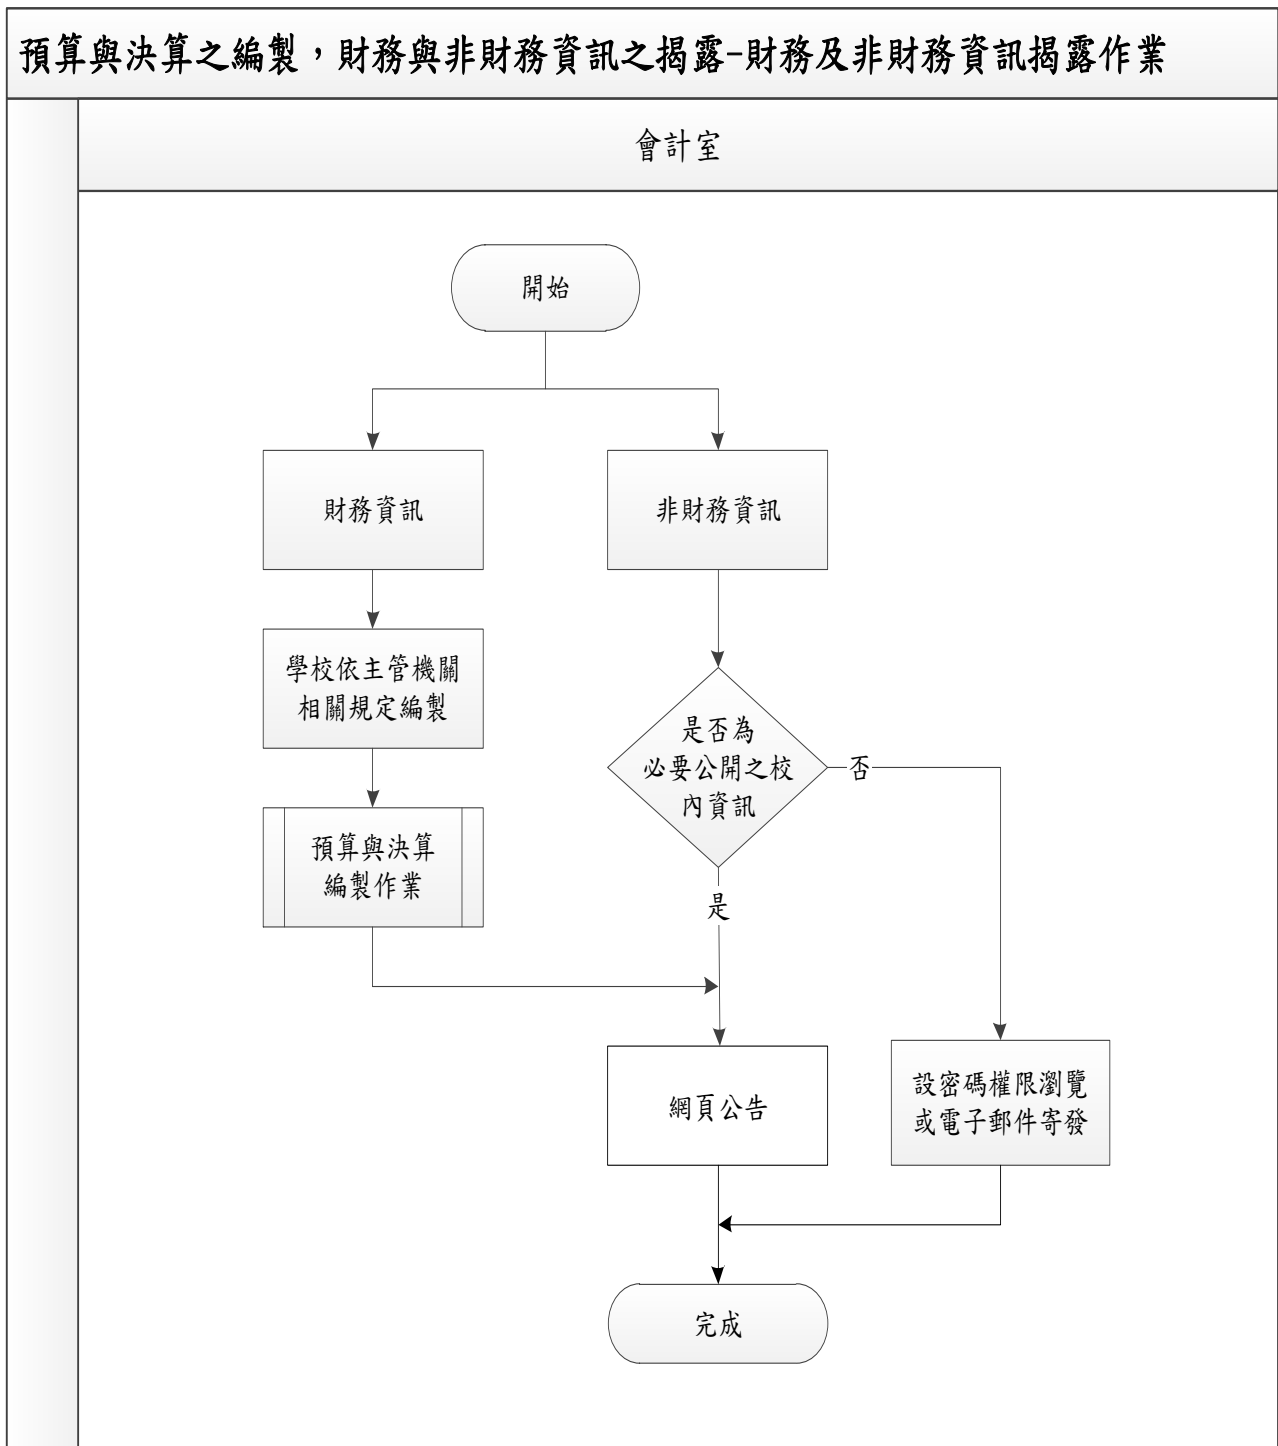 預算與決算之編製，財務與非財務資訊之揭露-財務及非財務資訊揭露作業
會計室
開始
財務資訊
非財務資訊
學校依主管機關
相關規定編製
是否為
必要公開之校
內資訊
否
預算與決算
編製作業
是
網頁公告
設密碼權限瀏覽
或電子郵件寄發
完成